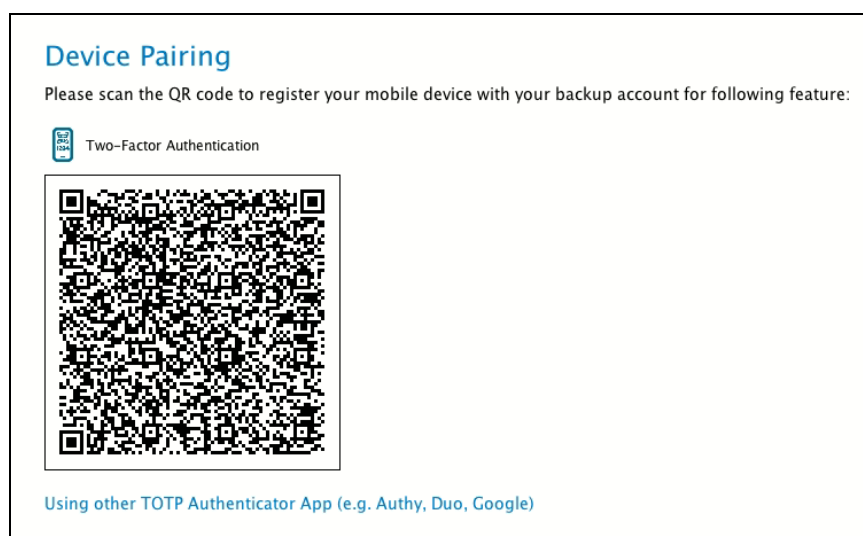 Device Pairing
Please scan the QR code to register your mobile device with your backup account for following feature:
Two-Factor Authentication
Using other TOTP Authenticator App (e.g. Authy, Duo, Google)